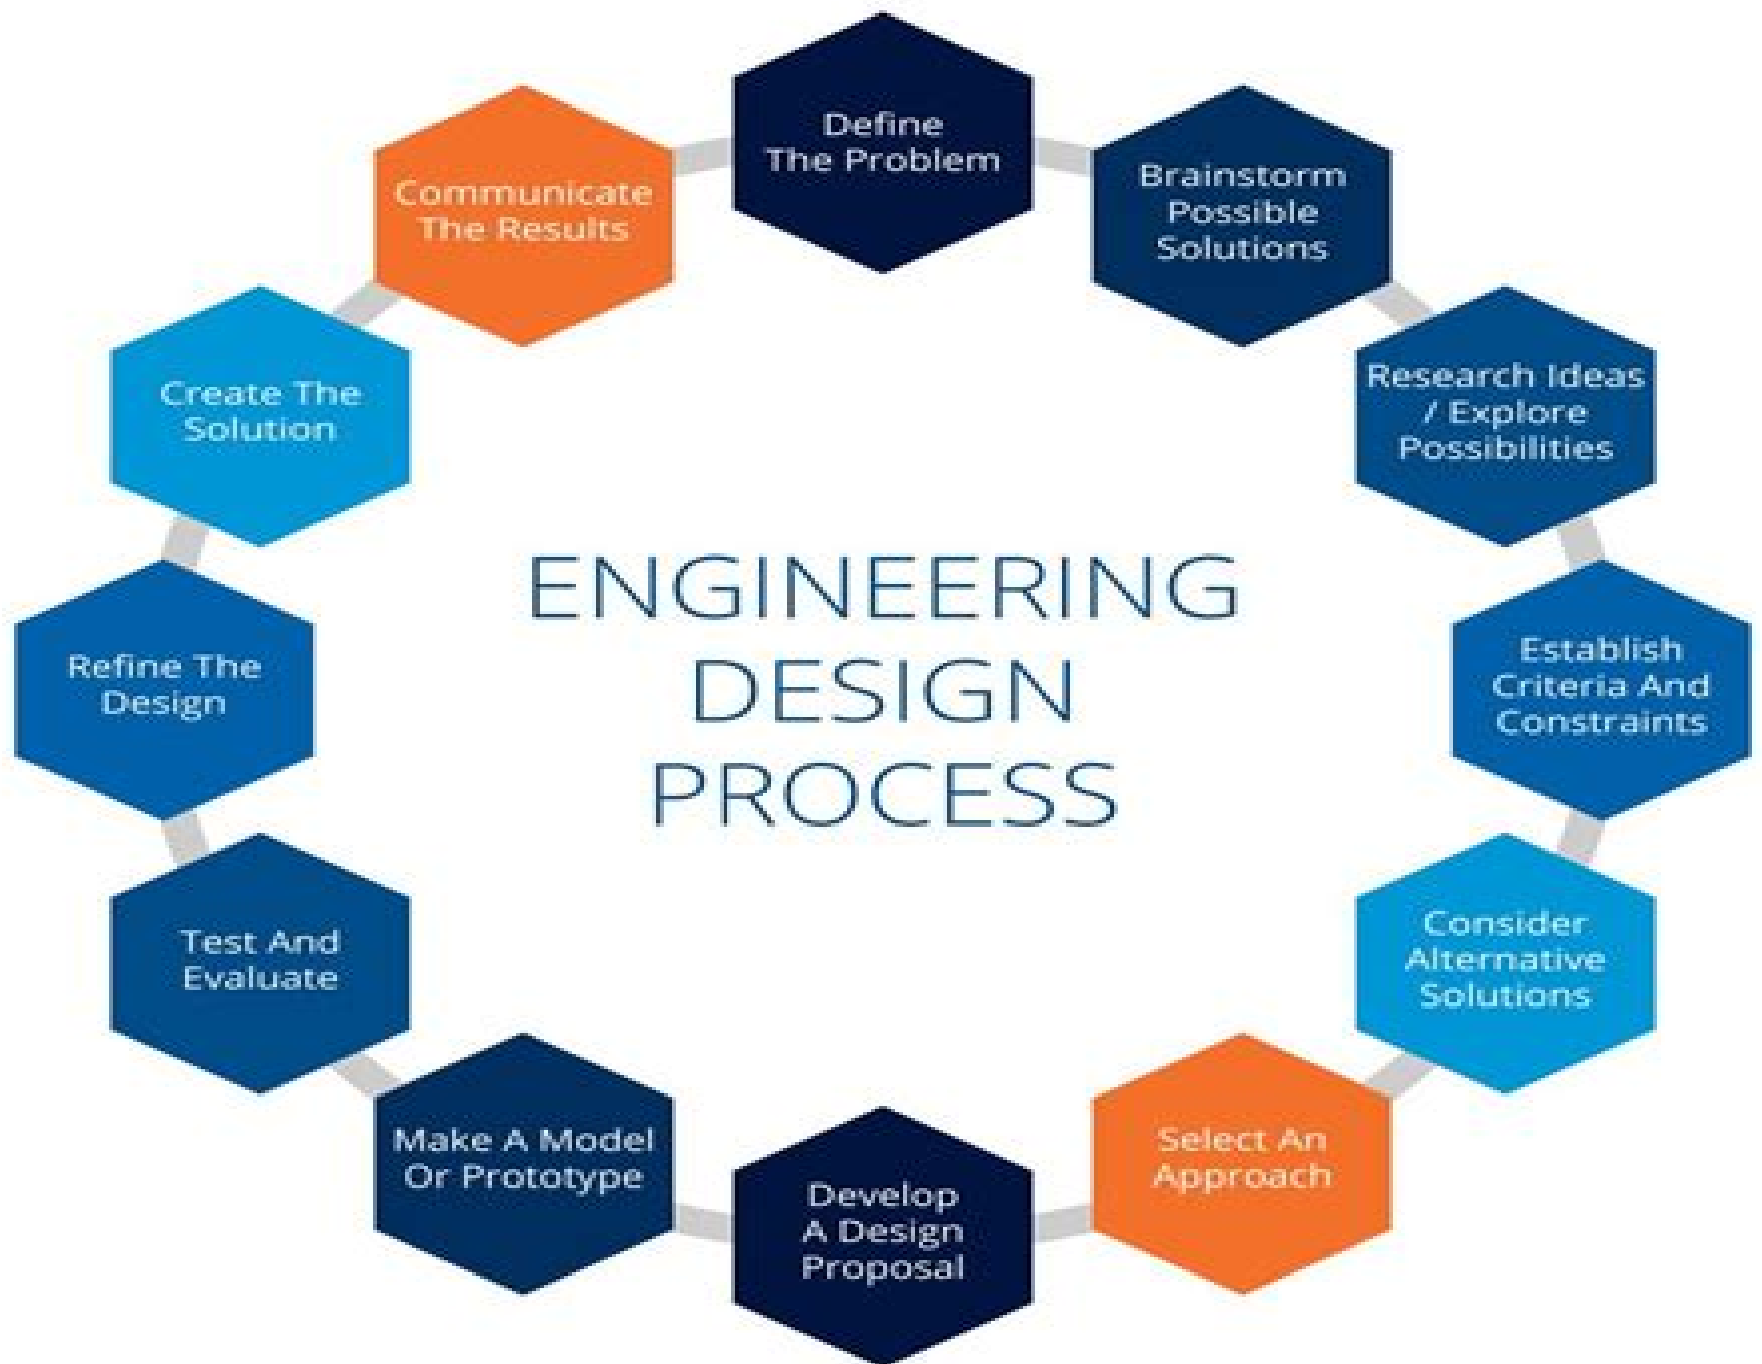 Define
The Problem
Brainstorm
Possible
Solutions
Research Ideas
/ Explore
Possibilities
Establish
Criteria And
Constraints
Consider
Alternative
Solutions
Select An
Approach
Develop
A Design
Proposal
Make A Model
Or Prototype
Test And
Evaluate
Refine The
Design
Create The
Solution
Communicate
The Results
ENGINEERING
DESIGN
PROCESS